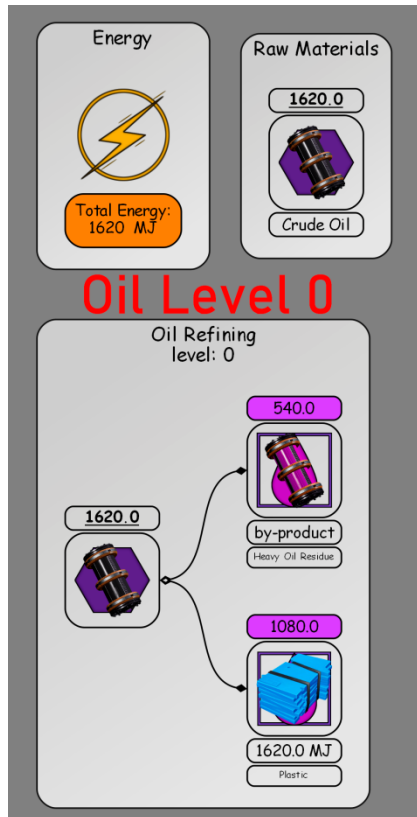 Energy
Total Energy:
1620 MJ
Raw Materials
1620.0
Crude Oil
Oil Level 0
Oil Refining
level: 0
540.0
by-product
Heavy Oil Residue
1620.0
1080.0
1620.0 MJ
Plastic